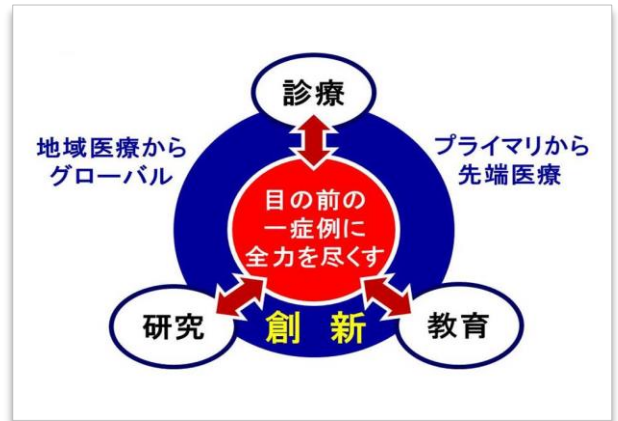 診療
地域医療から
グローバル
プライマリから
先端医療
目の前の
一症例に
全力を尽くす
研究
創 新
教育